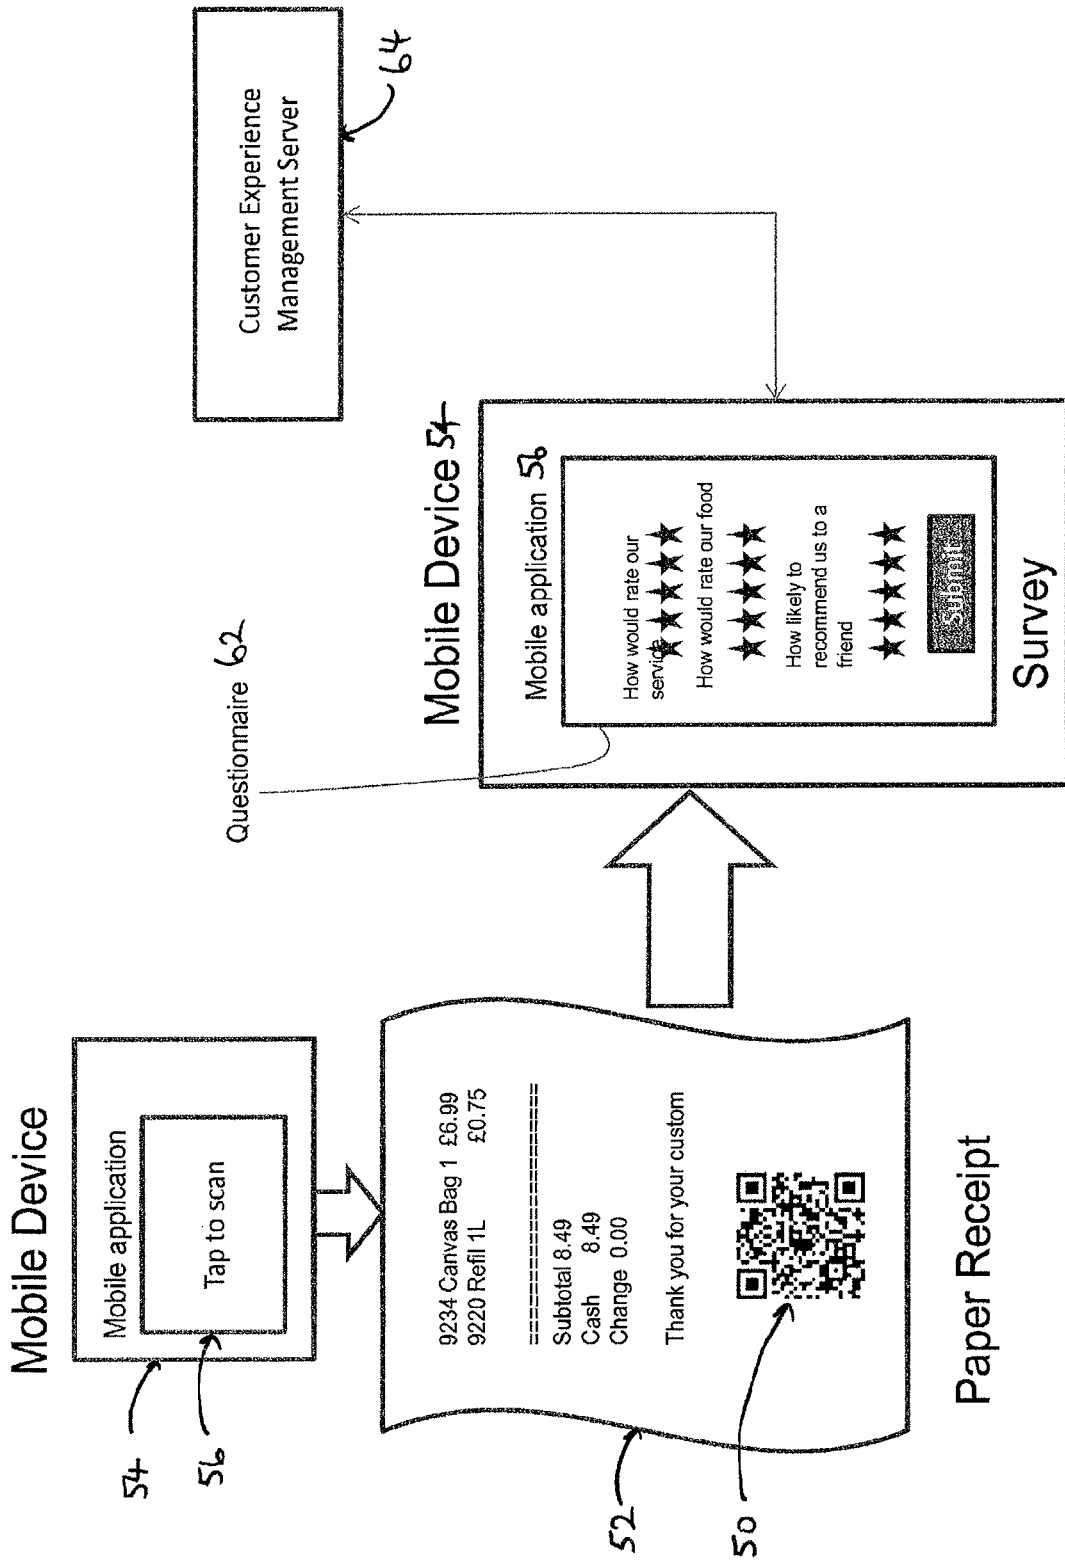 Mobile Device
Mobile application
Tap to scan
54
56
9234 Canvas Bag 1 £6.99
9220 Refil 1L £0.75
=====================
Subtotal 8.49
Cash 8.49
Change 0.00
Thank you for your custom
52
50
Paper Receipt
Questionnaire 62
Mobile Device 54
Mobile application 56
How would rate our
service
How would rate our food
How likely to
recommend us to a
friend
Submit
Survey
Customer Experience
Management Server
64